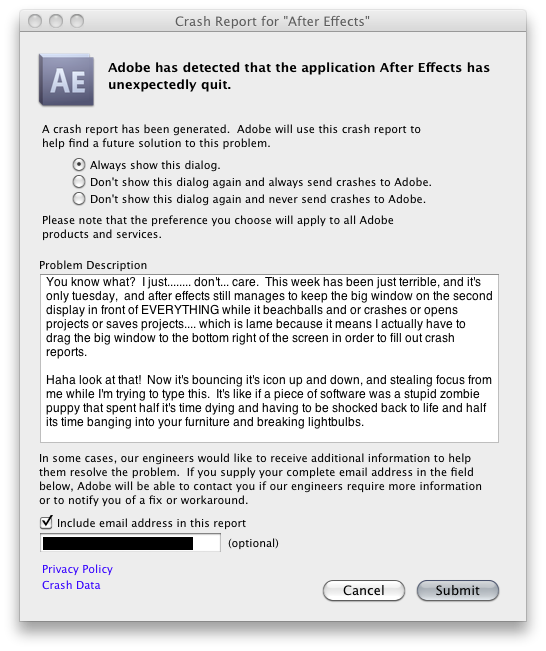 Crash Report for "After Effects"
AE
Adobe has detected that the application After Effects has
unexpectedly quit.
A crash report has been generated.  Adobe will use this crash report to
help find a future solution to this problem.
Always show this dialog.
Don't show this dialog again and always send crashes to Adobe.
Don't show this dialog again and never send crashes to Adobe.
Please note that the preference you choose will apply to all Adobe
products and services.
Problem Description
You know what?  I just........ don't... care.  This week has been just terrible, and it's
only tuesday,  and after effects still manages to keep the big window on the second
display in front of EVERYTHING while it beachballs and or crashes or opens
projects or saves projects.... which is lame because it means I actually have to
drag the big window to the bottom right of the screen in order to fill out crash
reports.
Haha look at that!  Now it's bouncing it's icon up and down, and stealing focus from
me while I'm trying to type this.  It's like if a piece of software was a stupid zombie
puppy that spent half it's time dying and having to be shocked back to life and half
its time banging into your furniture and breaking lightbulbs.
In some cases, our engineers would like to receive additional information to help
them resolve the problem.  If you supply your complete email address in the field
below, Adobe will be able to contact you if our engineers require more information
or to notify you of a fix or workaround.
Include email address in this report
(optional)
Privacy Policy
Crash Data
Cancel
Submit